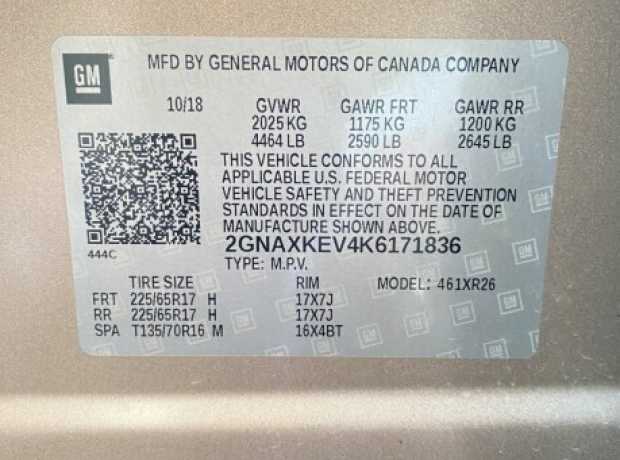 GM
MFD BY GENERAL MOTORS OF CANADA COMPANY
10/18 GVWR GAWR FRT GAWR RR
2025 KG 1175 KG 1200 KG
4464 LB 2590 LB 2645 LB
THIS VEHICLE CONFORMS TO ALL
APPLICABLE U.S. FEDERAL MOTOR
VEHICLE SAFETY AND THEFT PREVENTION
STANDARDS IN EFFECT ON THE DATE OF
MANUFACTURE SHOWN ABOVE.
444C 2GNAXKEV4K6171836
TYPE: M.P.V.
TIRE SIZE RIM MODEL: 461XR26
FRT 225/65R17 H 17X7J
RR 225/65R17 H 17X7J
SPA T135/70R16 M 16X4BT